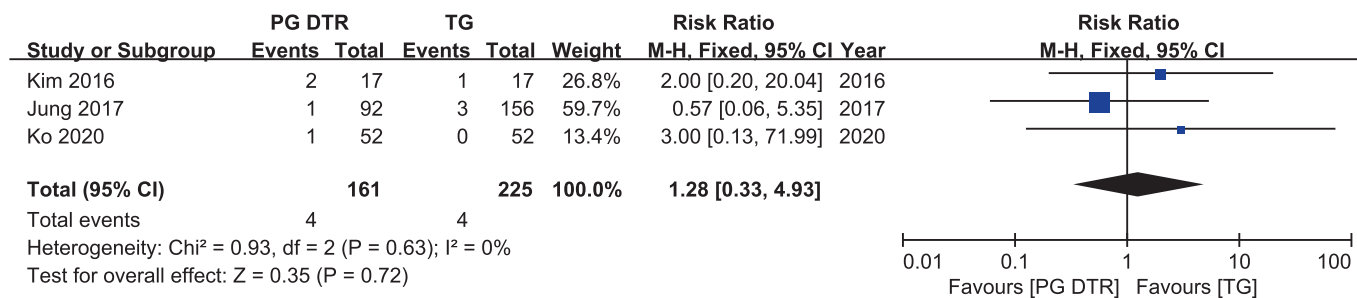 PG DTR TG Risk Ratio Risk Ratio
Study or Subgroup Events Total Events Total Weight M-H, Fixed, 95% CI Year M-H, Fixed, 95% CI
Kim 2016 2 17 1 17 26.8% 2.00 [0.20, 20.04] 2016
Jung 2017 1 92 3 156 59.7% 0.57 [0.06, 5.35] 2017
Ko 2020 1 52 0 52 13.4% 3.00 [0.13, 71.99] 2020
Total (95% CI) 161 225 100.0% 1.28 [0.33, 4.93]
Total events 4 4
Heterogeneity: Chi² = 0.93, df = 2 (P = 0.63); I² = 0%
Test for overall effect: Z = 0.35 (P = 0.72)
0.01 0.1 1 10 100
Favours [PG DTR] Favours [TG]